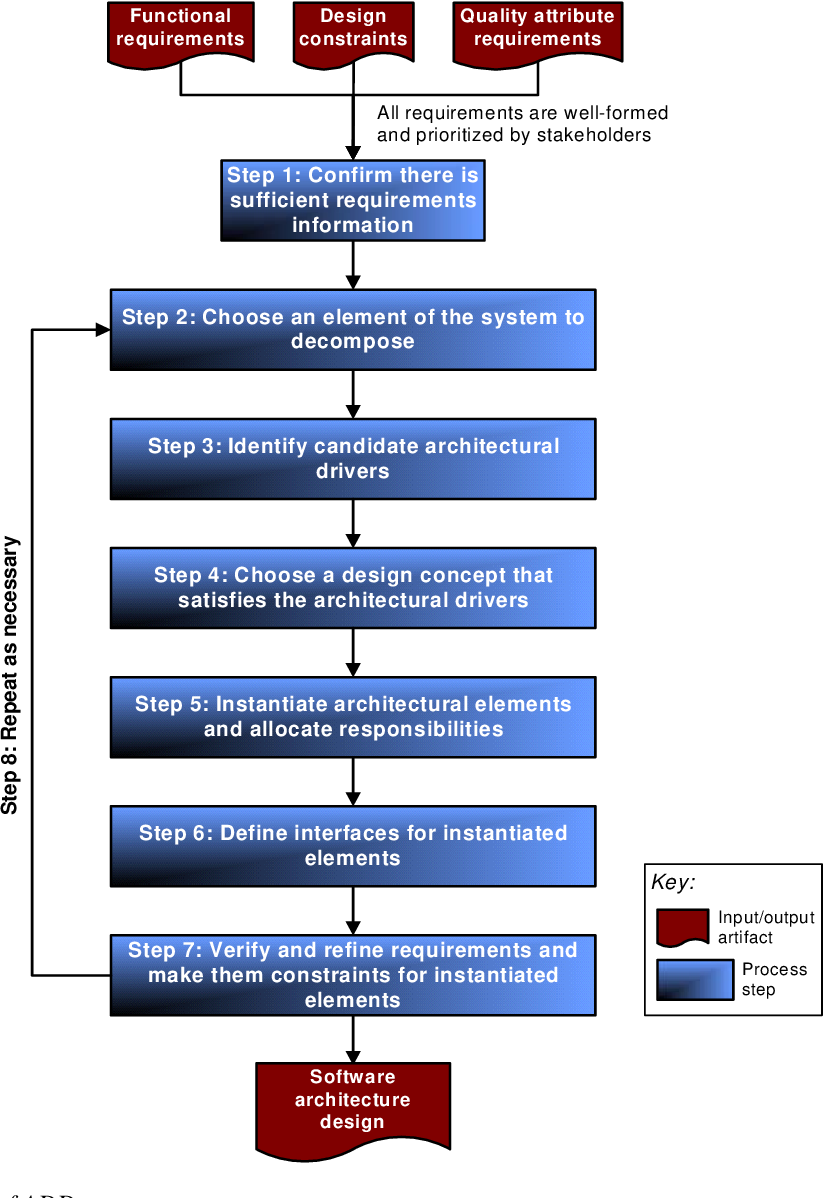 Functional
requirements
Design
constraints
Quality attribute
requirements
All requirements are well-formed
and prioritized by stakeholders
Step 1: Confirm there is
sufficient requirements
information
Step 2: Choose an element of the system to
decompose
Step 3: Identify candidate architectural
drivers
Step 4: Choose a design concept that
satisfies the architectural drivers
Step 5: Instantiate architectural elements
and allocate responsibilities
Step 6: Define interfaces for instantiated
elements
Step 7: Verify and refine requirements and
make them constraints for instantiated
elements
Step 8: Repeat as necessary
Software
architecture
design
Key:
Input/output
artifact
Process
step